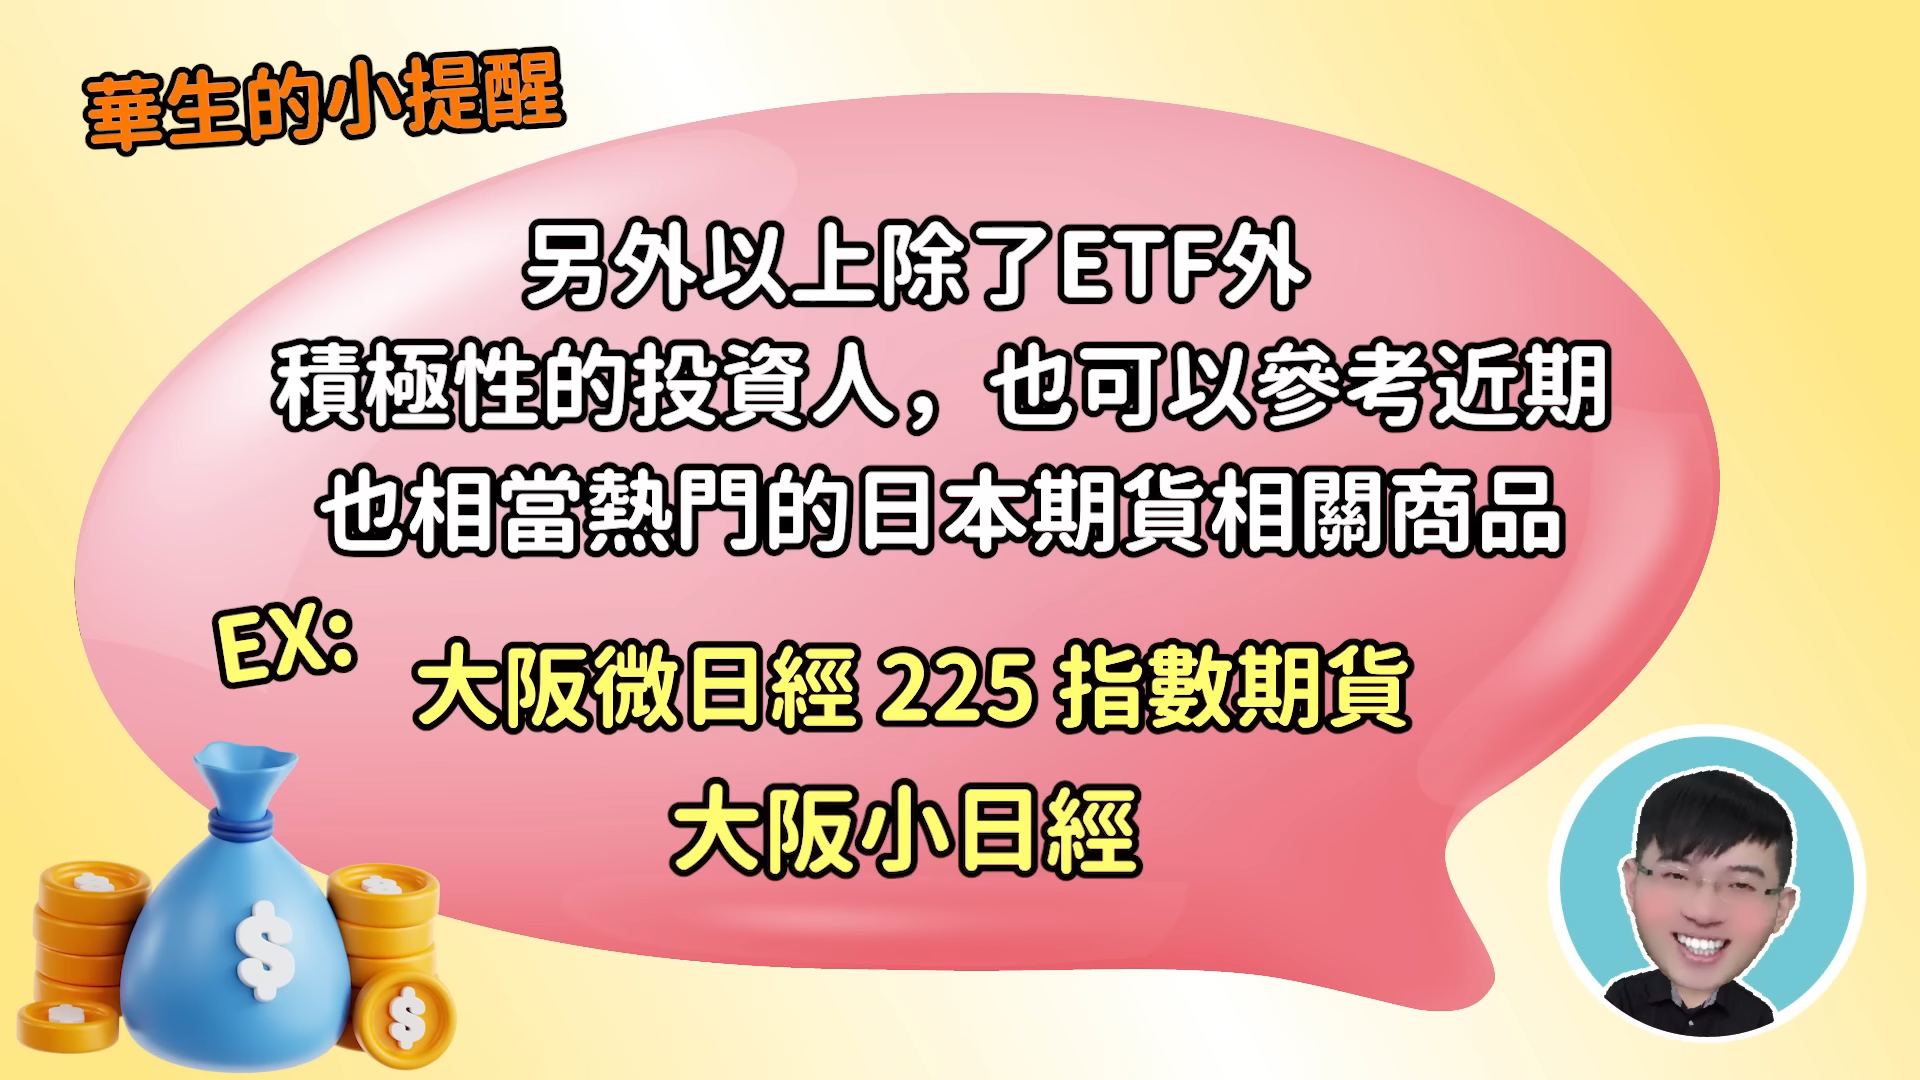 華生的小提醒
另外以上除了ETF外
積極性的投資人，也可以參考近期
也相當熱門的日本期貨相關商品
EX:
大阪微日經 225 指數期貨
大阪小日經
$
$